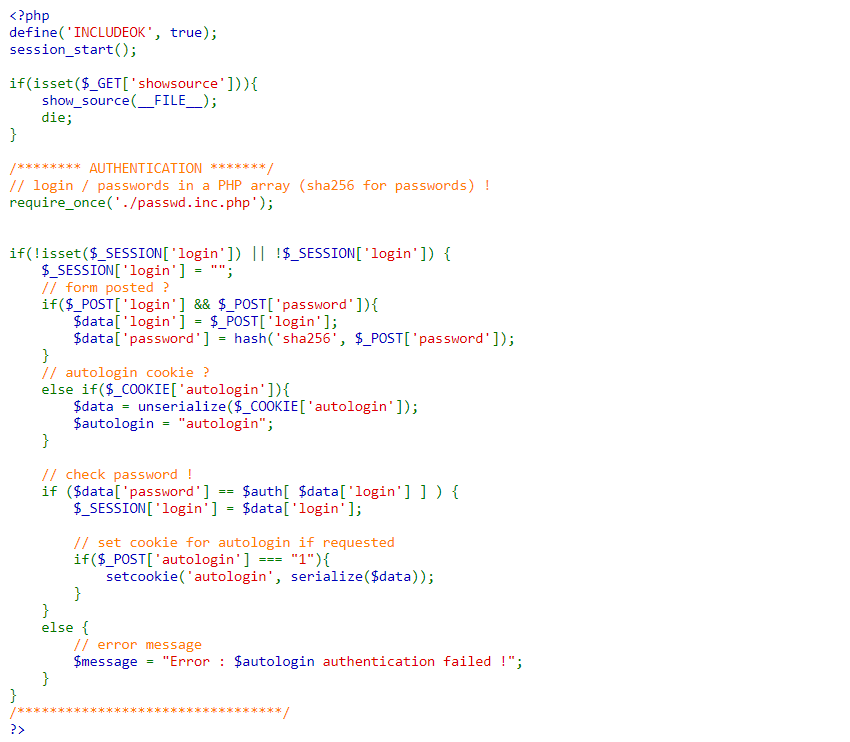 <?php
define('INCLUDEOK', true);
session_start();

if(isset($_GET['showsource'])){
    show_source(__FILE__);
    die;
}

/******** AUTHENTICATION *******/
// login / passwords in a PHP array (sha256 for passwords) !
require_once('./passwd.inc.php');


if(!isset($_SESSION['login']) || !$_SESSION['login']) {
    $_SESSION['login'] = "";
    // form posted ?
    if($_POST['login'] && $_POST['password']){
        $data['login'] = $_POST['login'];
        $data['password'] = hash('sha256', $_POST['password']);
    }
    // autologin cookie ?
    else if($_COOKIE['autologin']){
        $data = unserialize($_COOKIE['autologin']);
        $autologin = "autologin";
    }

    // check password !
    if ($data['password'] == $auth[ $data['login'] ] ) {
        $_SESSION['login'] = $data['login'];

        // set cookie for autologin if requested
        if($_POST['autologin'] === "1"){
            setcookie('autologin', serialize($data));
        }
    }
    else {
        // error message
        $message = "Error : $autologin authentication failed !";
    }
}
/*********************************/
?>